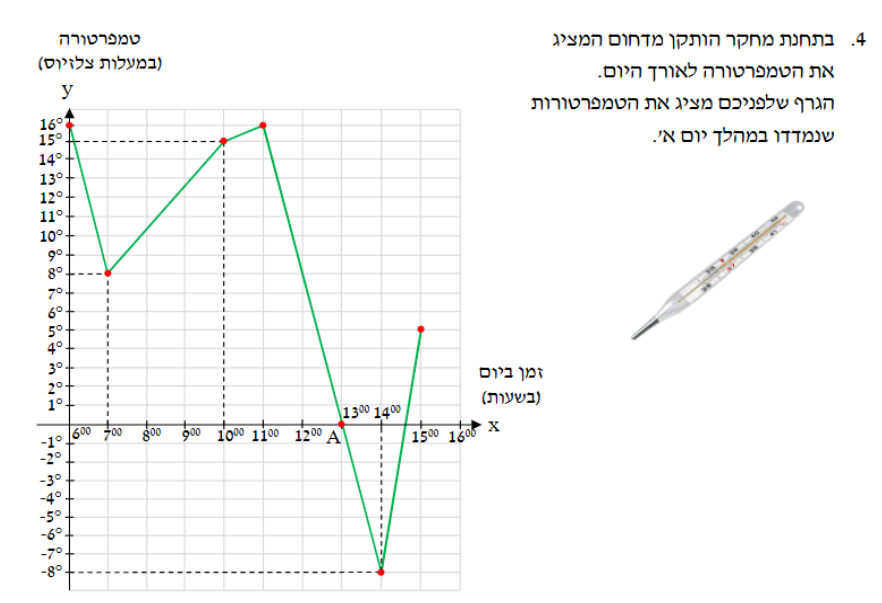 4. בתחנת מחקר הותקן מדחום המציג
את הטמפרטורה לאורך היום.
הגרף שלפניכם מציג את הטמפרטורות
שנמדדו במהלך יום א׳.
טמפרטורה
(במעלות צלזיוס)
y
16°
15°
14°
13°
12°
11°
10°
9°
8°
7°
6°
5°
4°
3°
2°
1°
-1°
-2°
-3°
-4°
-5°
-6°
-7°
-8°
זמן ביום
(בשעות)
x
13⁰⁰ 14⁰⁰
6⁰⁰ 7⁰⁰ 8⁰⁰ 9⁰⁰ 10⁰⁰ 11⁰⁰ 12⁰⁰ A 15⁰⁰ 16⁰⁰